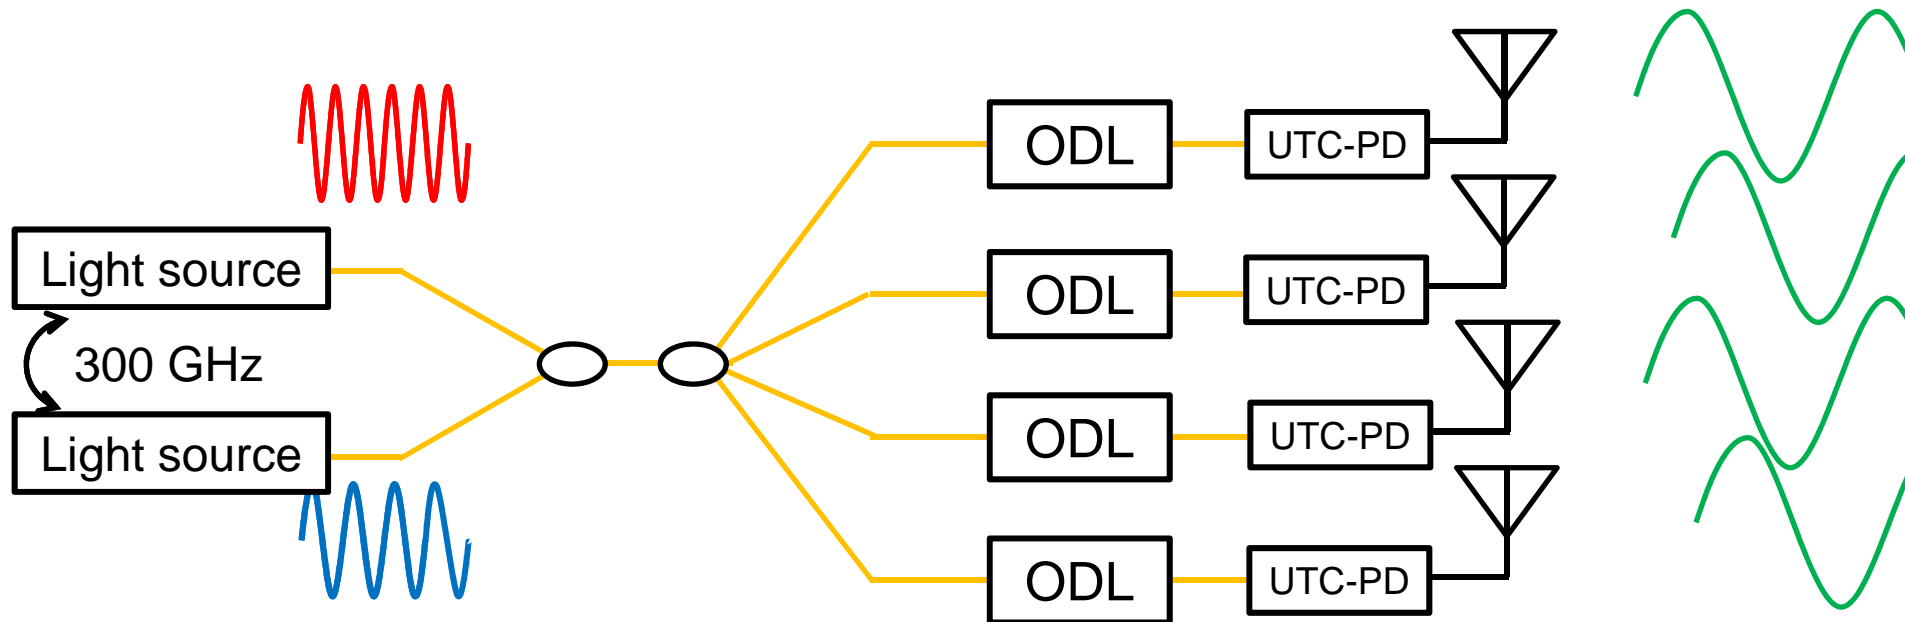 ODL
UTC-PD
ODL
UTC-PD
Light source
300 GHz
Light source
ODL
UTC-PD
ODL
UTC-PD